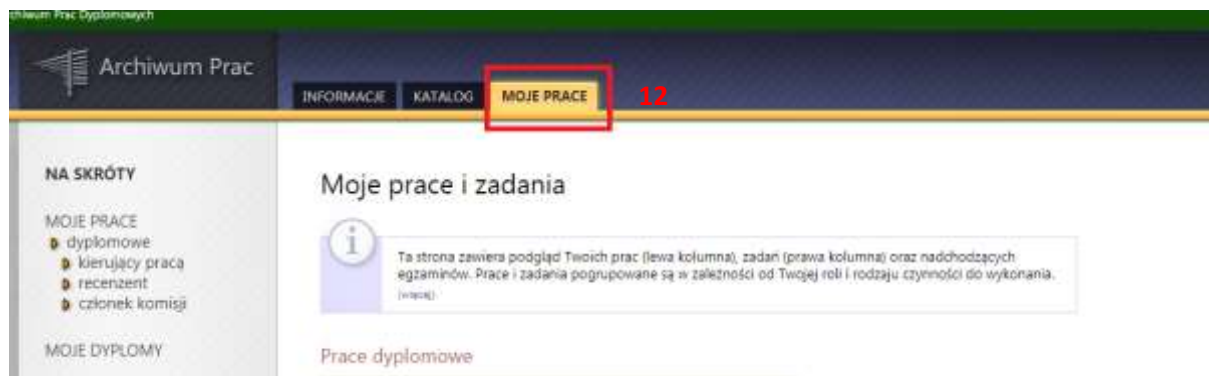 Archiwum Prac Dyplomowych
Archiwum Prac
INFORMACJE KATALOG MOJE PRACE 12
NA SKRÓTY
MOJE PRACE
dyplomowe
kierujący pracą
recenzent
członek komisji
MOJE DYPLOMY
Moje prace i zadania
i
Ta strona zawiera podgląd Twoich prac (lewa kolumna), zadań (prawa kolumna) oraz nadchodzących
egzaminów. Prace i zadania pogrupowane są w zależności od Twojej roli i rodzaju czynności do wykonania.
(więcej)
Prace dyplomowe